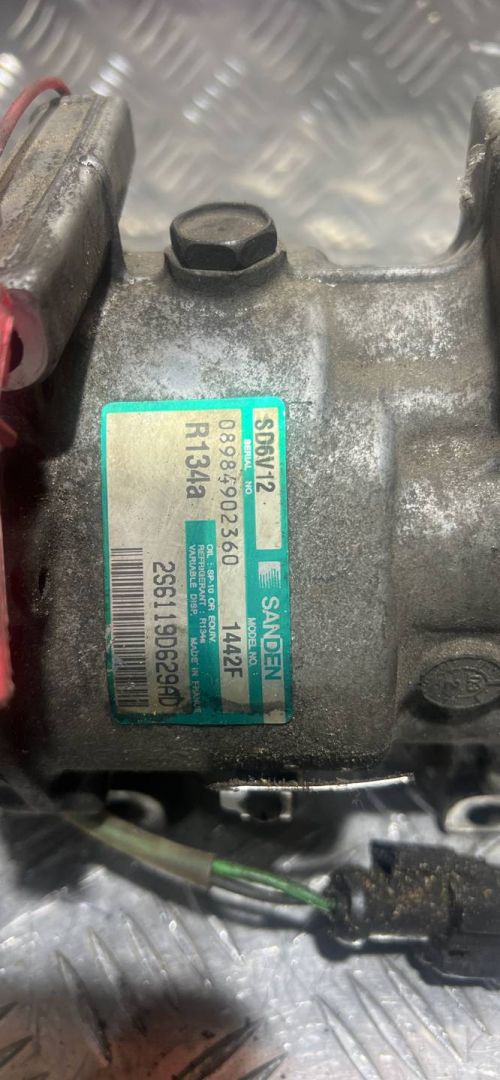 SD6V12
SANDEN
SERIAL NO.
MODEL NO. :
08984902360
1442F
R134a
OIL : SP-10 OR EQUIV.
REFRIGERANT : R134a
VARIABLE DISP. MADE IN FRANCE
2S6119D629AD